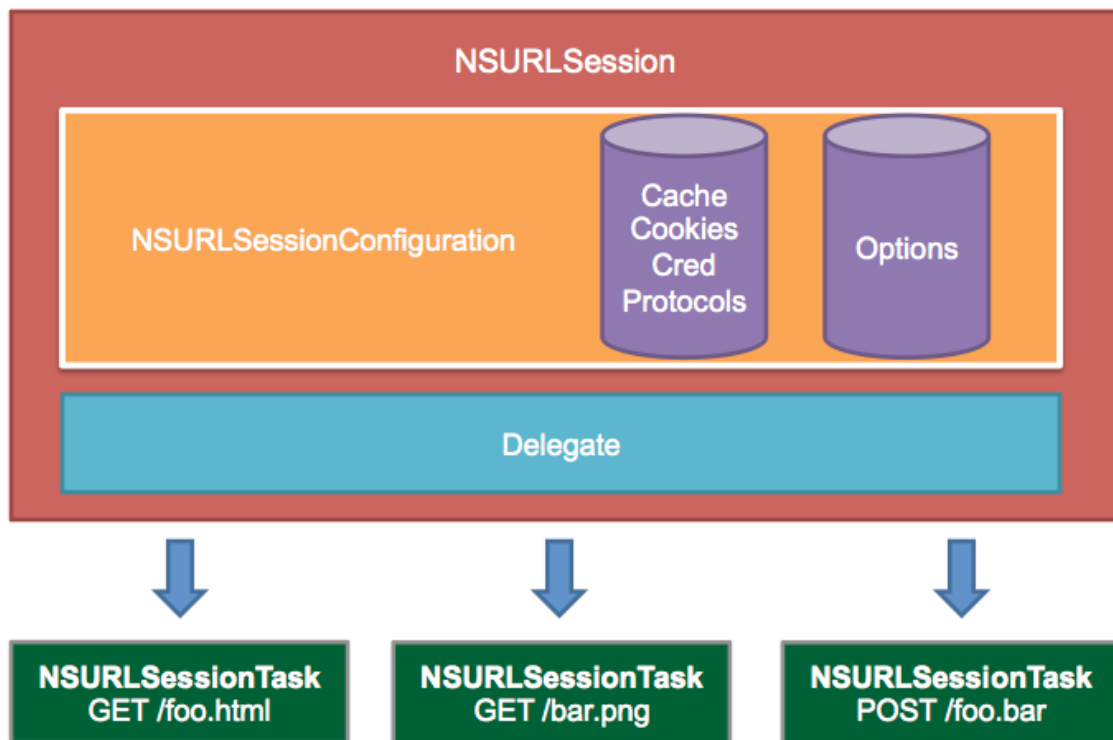 NSURLSession
NSURLSessionConfiguration
Cache
Cookies
Cred
Protocols
Options
Delegate
NSURLSessionTask
GET /foo.html
NSURLSessionTask
GET /bar.png
NSURLSessionTask
POST /foo.bar